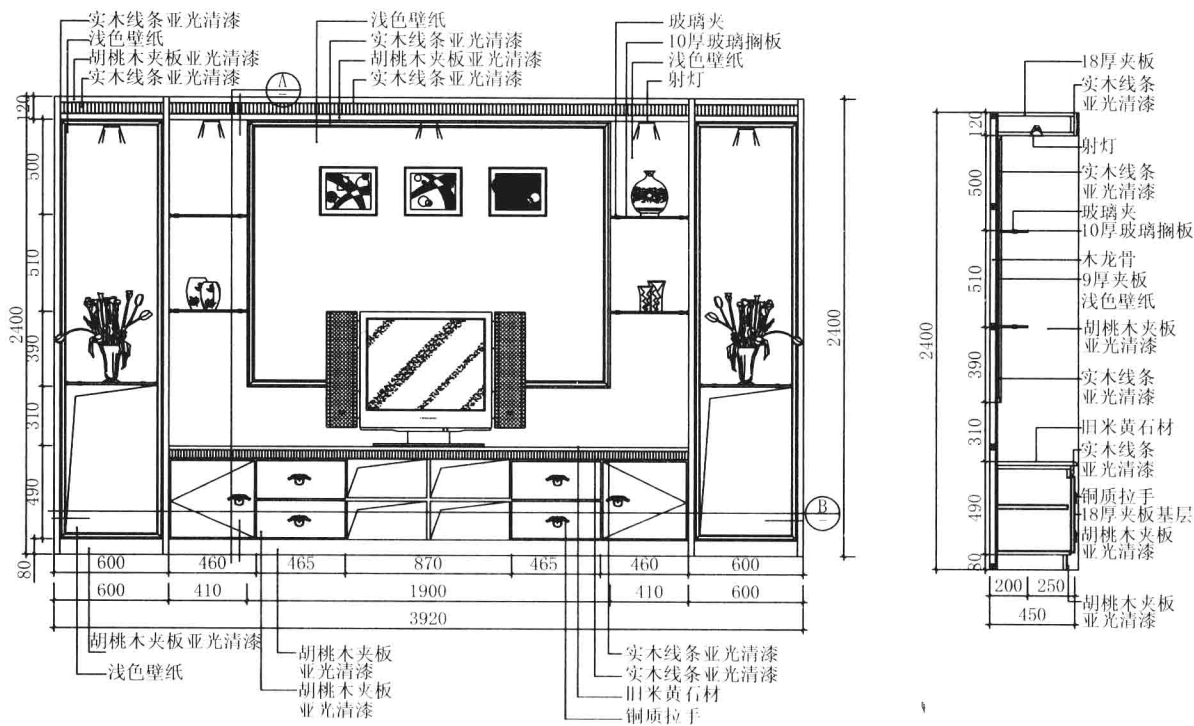 实木线条亚光清漆
浅色壁纸
胡桃木夹板亚光清漆
实木线条亚光清漆
浅色壁纸
实木线条亚光清漆
胡桃木夹板亚光清漆
实木线条亚光清漆
玻璃夹
10厚玻璃搁板
浅色壁纸
射灯
A
B
120
500
510
390
310
490
80
2400
2400
600
460
465
870
465
460
600
600
410
1900
410
600
3920
胡桃木夹板亚光清漆
浅色壁纸
胡桃木夹板
亚光清漆
胡桃木夹板
亚光清漆
实木线条亚光清漆
实木线条亚光清漆
旧米黄石材
铜质拉手
18厚夹板
实木线条
亚光清漆
射灯
实木线条
亚光清漆
玻璃夹
10厚玻璃搁板
木龙骨
9厚夹板
浅色壁纸
胡桃木夹板
亚光清漆
实木线条
亚光清漆
旧米黄石材
实木线条
亚光清漆
铜质拉手
18厚夹板基层
胡桃木夹板
亚光清漆
胡桃木夹板
亚光清漆
120
500
510
390
310
490
80
2400
200
250
450